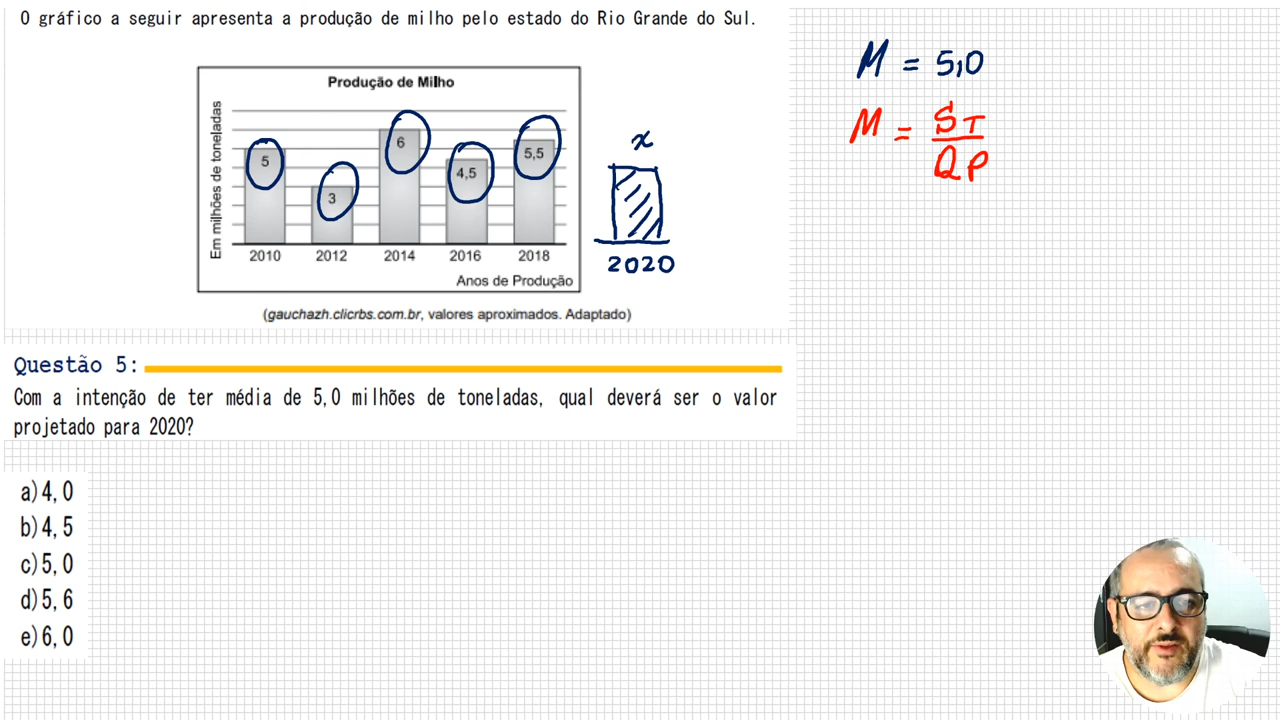 O gráfico a seguir apresenta a produção de milho pelo estado do Rio Grande do Sul.
Produção de Milho
Em milhões de toneladas
5
3
6
4,5
5,5
x
2010
2012
2014
2016
2018
2020
Anos de Produção
(gauchazh.clicrbs.com.br, valores aproximados. Adaptado)
M = 5,0
M = ST
QP
Questão 5:
Com a intenção de ter média de 5,0 milhões de toneladas, qual deverá ser o valor
projetado para 2020?
a) 4,0
b) 4,5
c) 5,0
d) 5,6
e) 6,0